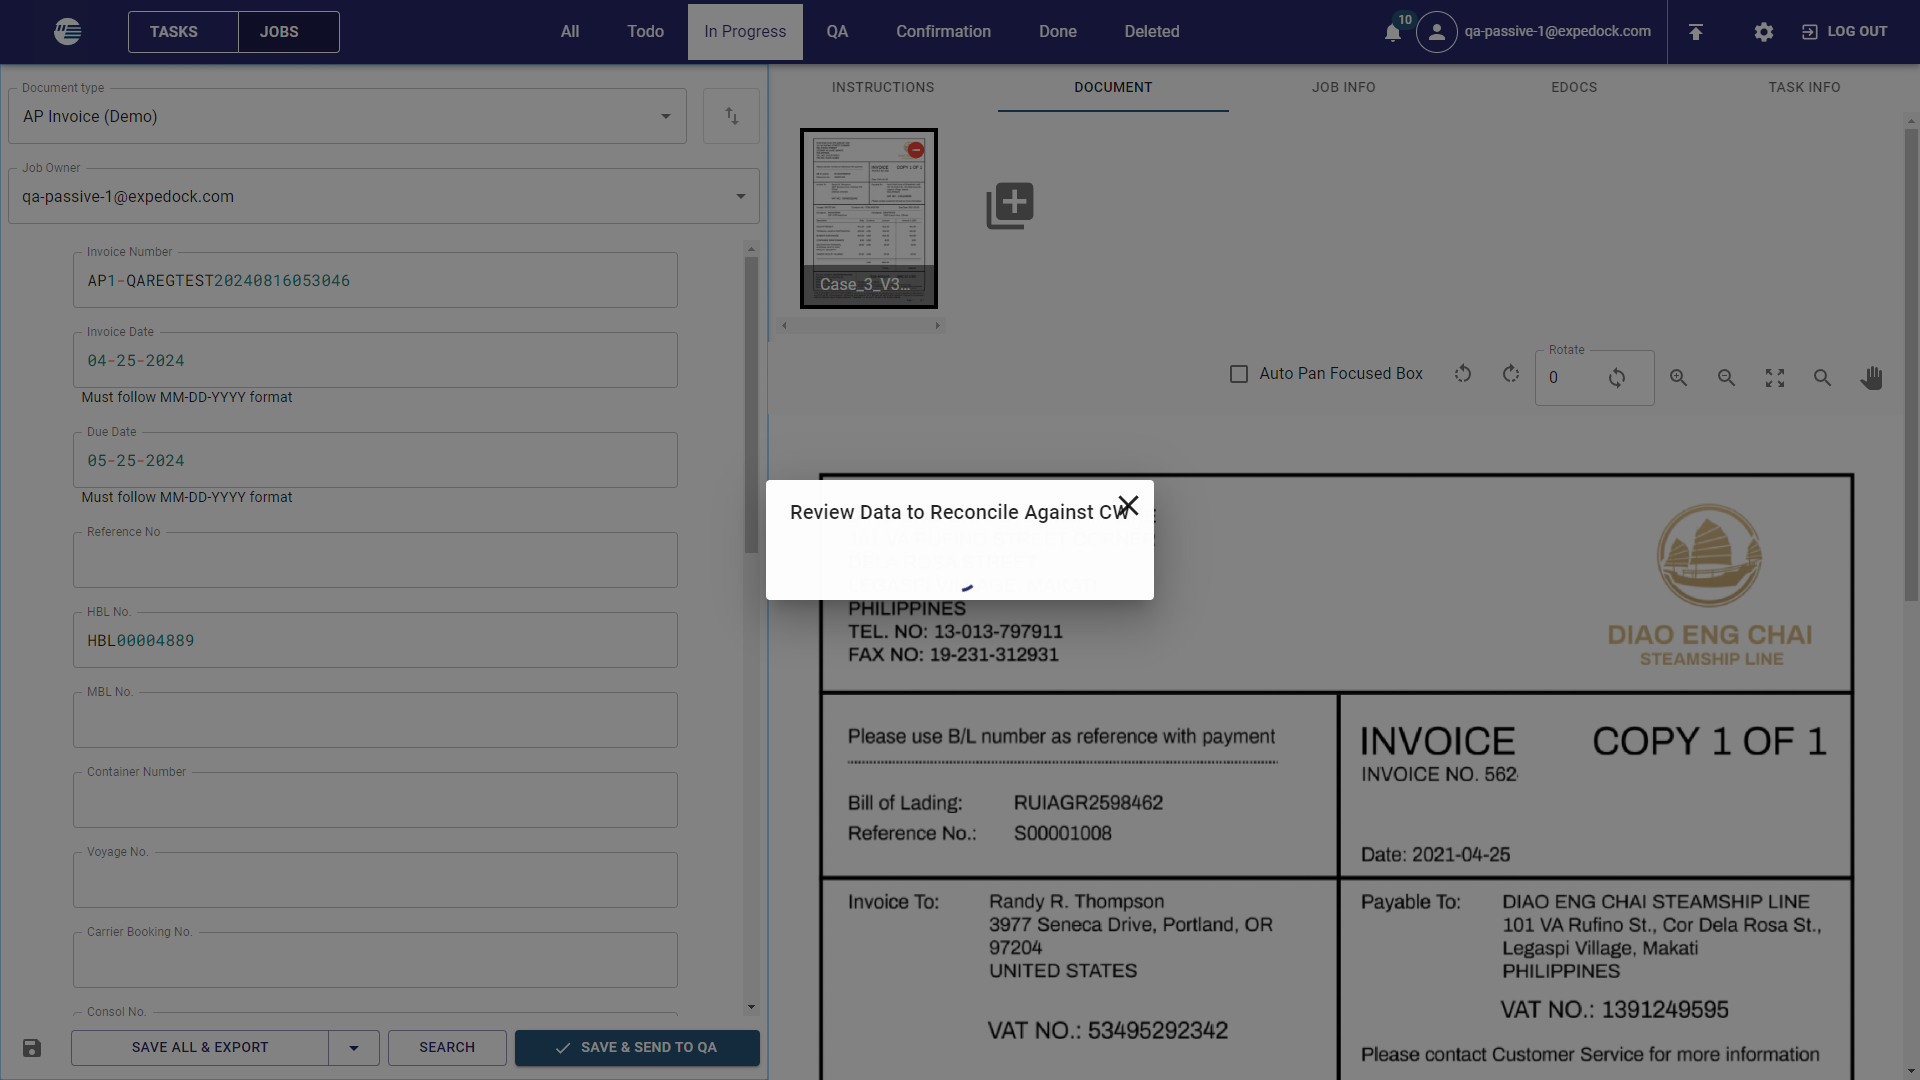 TASKS
JOBS
All
Todo
In Progress
QA
Confirmation
Done
Deleted
10
qa-passive-1@expedock.com
LOG OUT
Document type
AP Invoice (Demo)
Job Owner
qa-passive-1@expedock.com
Invoice Number
AP1-QAREGTEST20240816053046
Invoice Date
04-25-2024
Must follow MM-DD-YYYY format
Due Date
05-25-2024
Must follow MM-DD-YYYY format
Reference No
HBL No.
HBL00004889
MBL No.
Container Number
Voyage No.
Carrier Booking No.
Consol No.
SAVE ALL & EXPORT
SEARCH
SAVE & SEND TO QA
INSTRUCTIONS
DOCUMENT
JOB INFO
EDOCS
TASK INFO
INVOICE
COPY 1 OF 1
Case_3_V3...
Auto Pan Focused Box
Rotate
0
Review Data to Reconcile Against CW
PHILIPPINES
TEL. NO: 13-013-797911
FAX NO: 19-231-312931
DIAO ENG CHAI
STEAMSHIP LINE
Please use B/L number as reference with payment
Bill of Lading: RUIAGR2598462
Reference No.: S00001008
INVOICE COPY 1 OF 1
INVOICE NO. 562
Date: 2021-04-25
Invoice To: Randy R. Thompson
3977 Seneca Drive, Portland, OR
97204
UNITED STATES
VAT NO.: 53495292342
Payable To: DIAO ENG CHAI STEAMSHIP LINE
101 VA Rufino St., Cor Dela Rosa St.,
Legaspi Village, Makati
PHILIPPINES
VAT NO.: 1391249595
Please contact Customer Service for more information